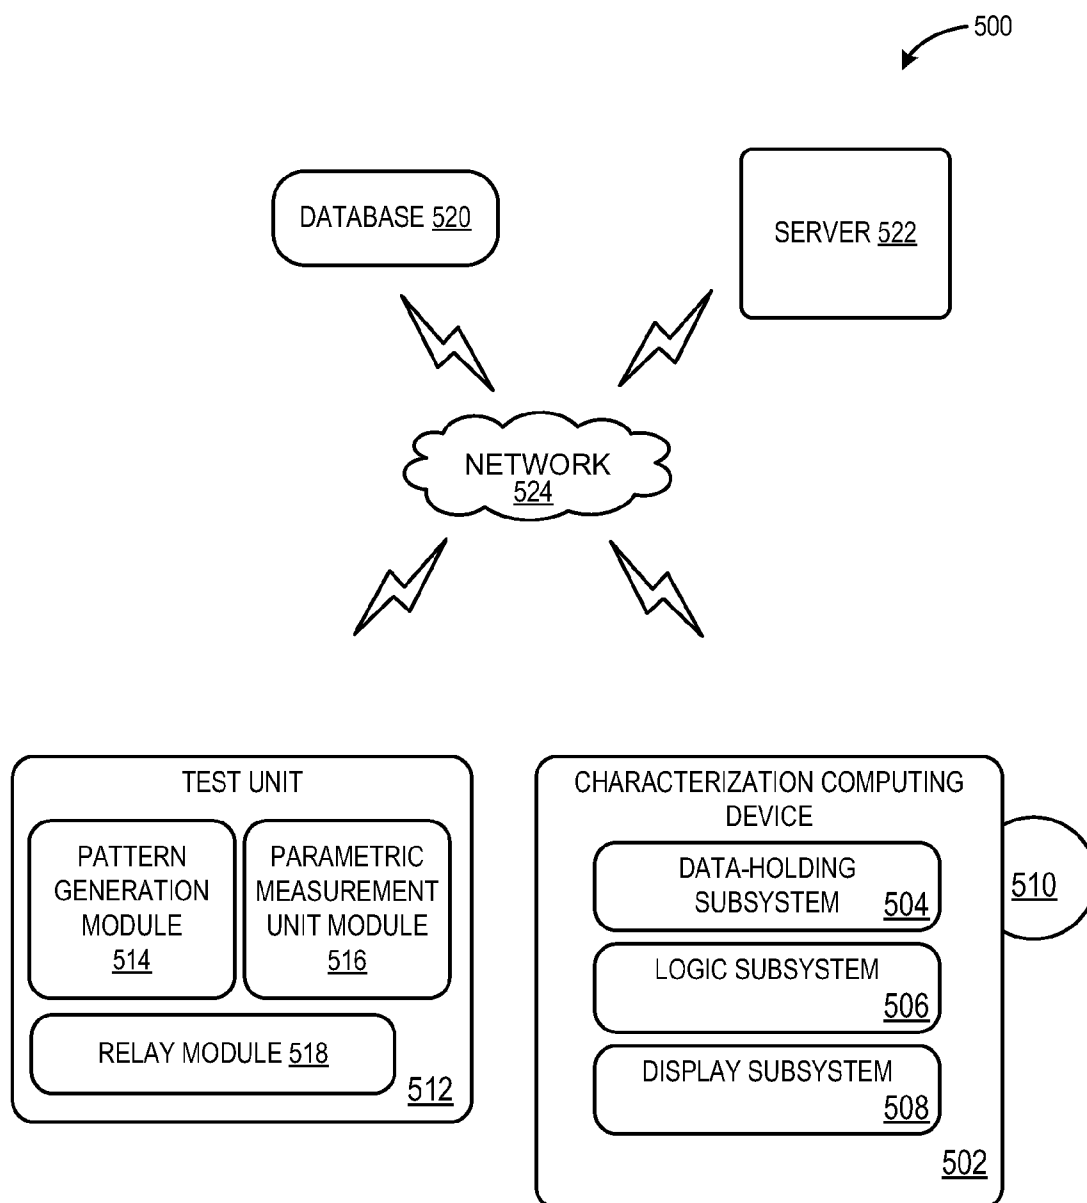 500
DATABASE 520
SERVER 522
NETWORK
524
TEST UNIT
PATTERN
GENERATION
MODULE
514
PARAMETRIC
MEASUREMENT
UNIT MODULE
516
RELAY MODULE 518
512
CHARACTERIZATION COMPUTING
DEVICE
DATA-HOLDING
SUBSYSTEM
504
LOGIC SUBSYSTEM
506
DISPLAY SUBSYSTEM
508
502
510